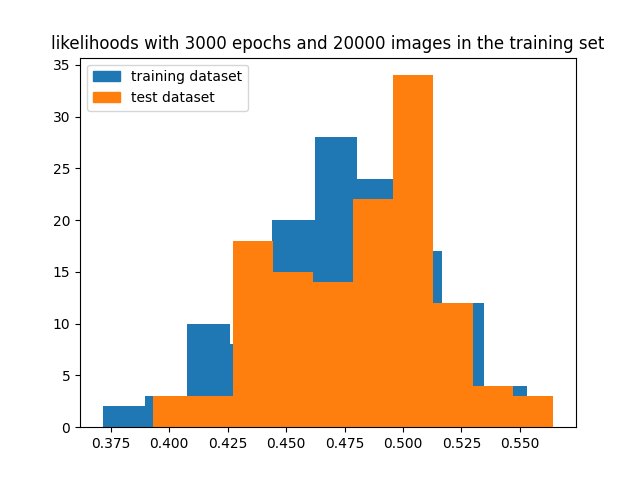 likelihoods with 3000 epochs and 20000 images in the training set
training dataset
test dataset
35
30
25
20
15
10
5
0
0.375 0.400 0.425 0.450 0.475 0.500 0.525 0.550